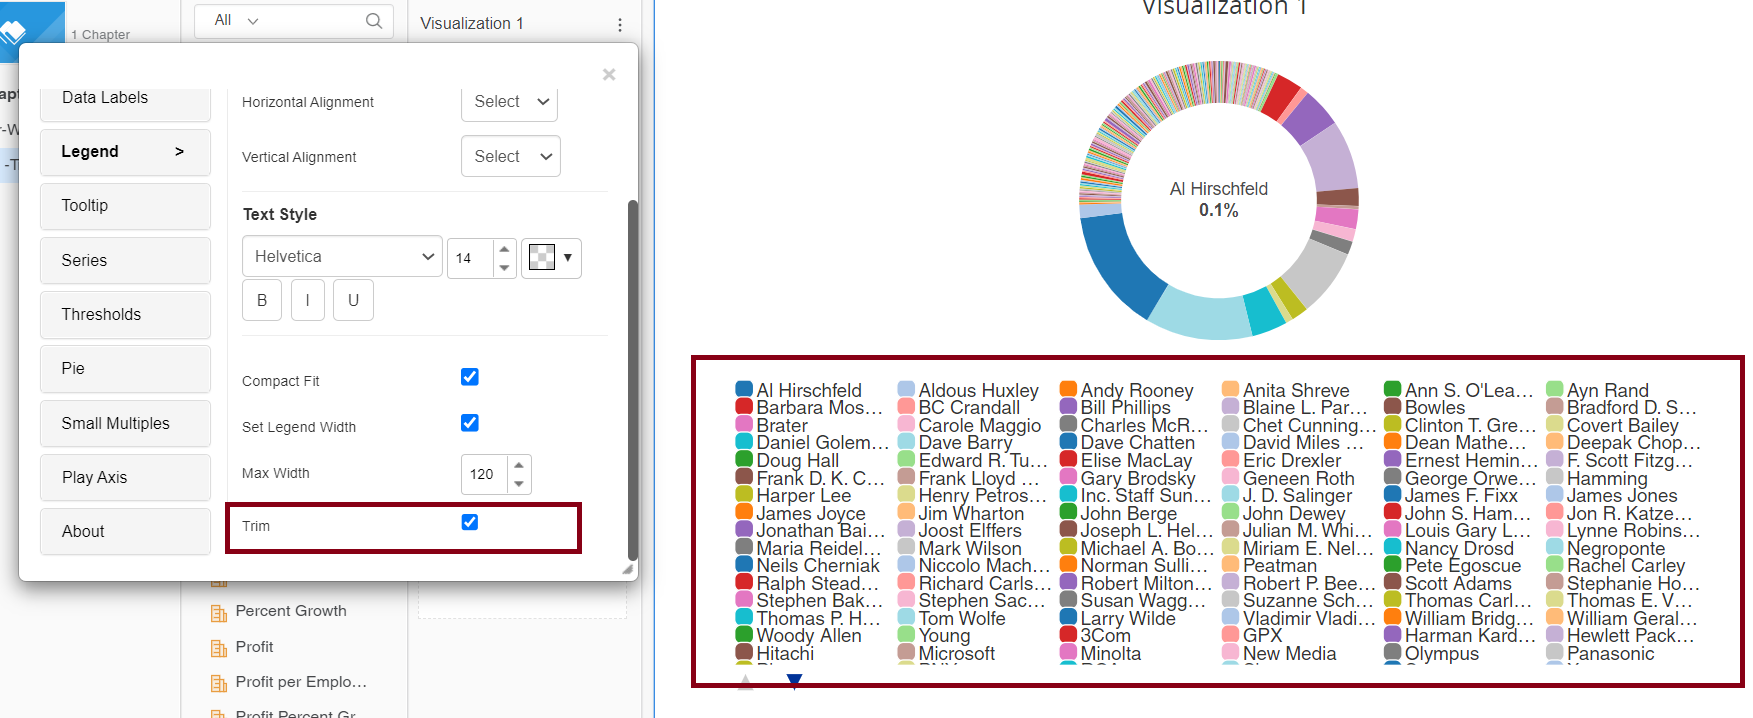 All
1 Chapter
Visualization 1
Visualization 1
Data Labels
Legend >
Tooltip
Series
Thresholds
Pie
Small Multiples
Play Axis
About
Horizontal Alignment Select
Vertical Alignment Select
Text Style
Helvetica 14
B I U
Compact Fit
Set Legend Width
Max Width 120
Trim
Percent Growth
Profit
Profit per Emplo...
Profit Percent Gr
Al Hirschfeld
0.1%
Al Hirschfeld Aldous Huxley Andy Rooney Anita Shreve Ann S. O'Lea... Ayn Rand
Barbara Mos... BC Crandall Bill Phillips Blaine L. Par... Bowles Bradford D. S...
Brater Carole Maggio Charles McR... Chet Cunning... Clinton T. Gre... Covert Bailey
Daniel Golem... Dave Barry Dave Chatten David Miles ... Dean Mathe... Deepak Chop...
Doug Hall Edward R. Tu... Elise MacLay Eric Drexler Ernest Hemin... F. Scott Fitzg...
Frank D. K. C... Frank Lloyd ... Gary Brodsky Geneen Roth George Orwe... Hamming
Harper Lee Henry Petros... Inc. Staff Sun... J. D. Salinger James F. Fixx James Jones
James Joyce Jim Wharton John Berge John Dewey John S. Ham... Jon R. Katze...
Jonathan Bai... Joost Elffers Joseph L. Hel... Julian M. Whi... Louis Gary L... Lynne Robins...
Maria Reidel... Mark Wilson Michael A. Bo... Miriam E. Nel... Nancy Drosd Negroponte
Neils Cherniak Niccolo Mach... Norman Sulli... Peatman Pete Egoscue Rachel Carley
Ralph Stead... Richard Carls... Robert Milton... Robert P. Bee... Scott Adams Stephanie Ho...
Stephen Bak... Stephen Sac... Susan Wagg... Suzanne Sch... Thomas Carl... Thomas E. V...
Thomas P. H... Tom Wolfe Larry Wilde Vladimir Vladi... William Bridg... William Geral...
Woody Allen Young 3Com GPX Harman Kard... Hewlett Pack...
Hitachi Microsoft Minolta New Media Olympus Panasonic